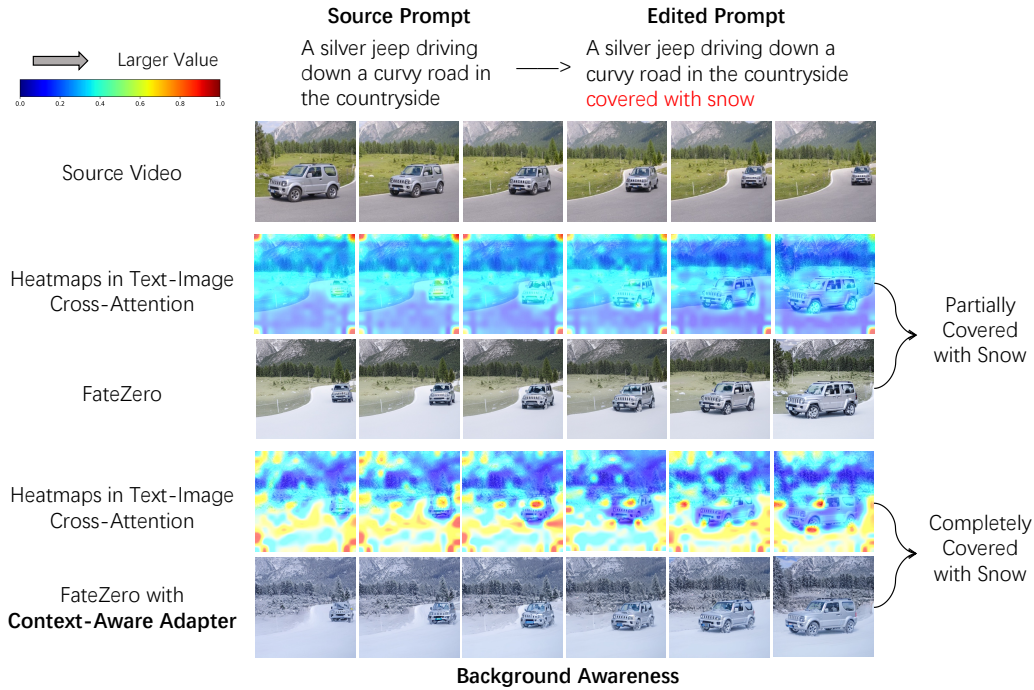 Source Prompt
Edited Prompt
Larger Value
0.0 0.2 0.4 0.6 0.8 1.0
A silver jeep driving
down a curvy road in
the countryside
A silver jeep driving down a
curvy road in the countryside
covered with snow
Source Video
Heatmaps in Text-Image
Cross-Attention
FateZero
Partially
Covered
with Snow
Heatmaps in Text-Image
Cross-Attention
FateZero with
Context-Aware Adapter
Completely
Covered
with Snow
Background Awareness